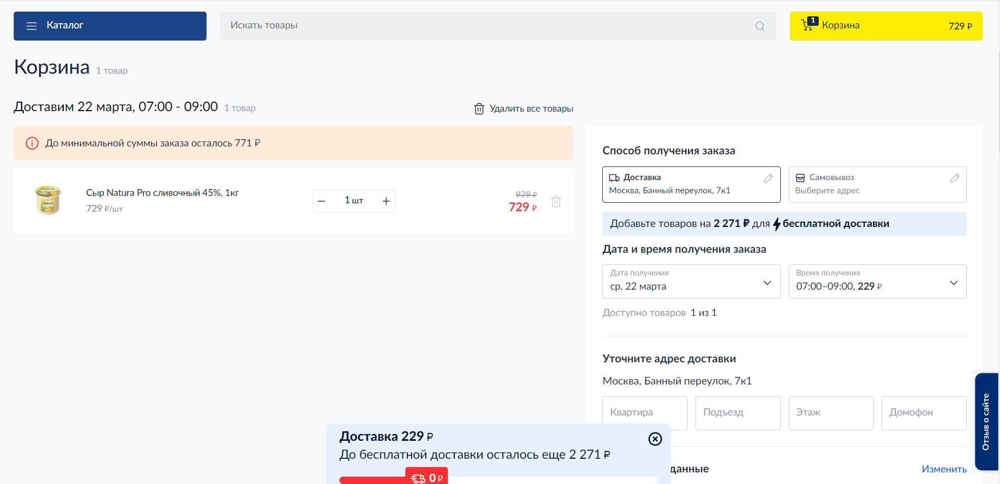 Каталог
Искать товары
1
Корзина
729 ₽
Корзина 1 товар
Доставим 22 марта, 07:00 - 09:00 1 товар
Удалить все товары
До минимальной суммы заказа осталось 771 ₽
Сыр Natura Pro сливочный 45%, 1кг
729 ₽/шт
1 шт
979 ₽
729 ₽
Способ получения заказа
Доставка
Москва, Банный переулок, 7к1
Самовывоз
Выберите адрес
Добавьте товаров на 2 271 ₽ для бесплатной доставки
Дата и время получения заказа
Дата получения
ср, 22 марта
Время получения
07:00–09:00, 229 ₽
Доступно товаров 1 из 1
Уточните адрес доставки
Москва, Банный переулок, 7к1
Квартира
Подъезд
Этаж
Домофон
данные
Изменить
Доставка 229 ₽
До бесплатной доставки осталось еще 2 271 ₽
0 ₽
Отзыв о сайте